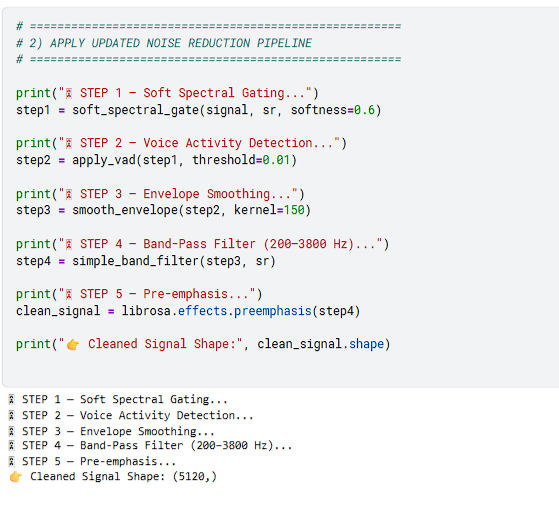 # ======================================================
# 2) APPLY UPDATED NOISE REDUCTION PIPELINE
# ======================================================
print("🎛 STEP 1 – Soft Spectral Gating...")
step1 = soft_spectral_gate(signal, sr, softness=0.6)
print("🎛 STEP 2 – Voice Activity Detection...")
step2 = apply_vad(step1, threshold=0.01)
print("🎛 STEP 3 – Envelope Smoothing...")
step3 = smooth_envelope(step2, kernel=150)
print("🎛 STEP 4 – Band-Pass Filter (200–3800 Hz)...")
step4 = simple_band_filter(step3, sr)
print("🎛 STEP 5 – Pre-emphasis...")
clean_signal = librosa.effects.preemphasis(step4)
print("👉 Cleaned Signal Shape:", clean_signal.shape)
🎛 STEP 1 – Soft Spectral Gating...
🎛 STEP 2 – Voice Activity Detection...
🎛 STEP 3 – Envelope Smoothing...
🎛 STEP 4 – Band-Pass Filter (200–3800 Hz)...
🎛 STEP 5 – Pre-emphasis...
👉 Cleaned Signal Shape: (5120,)